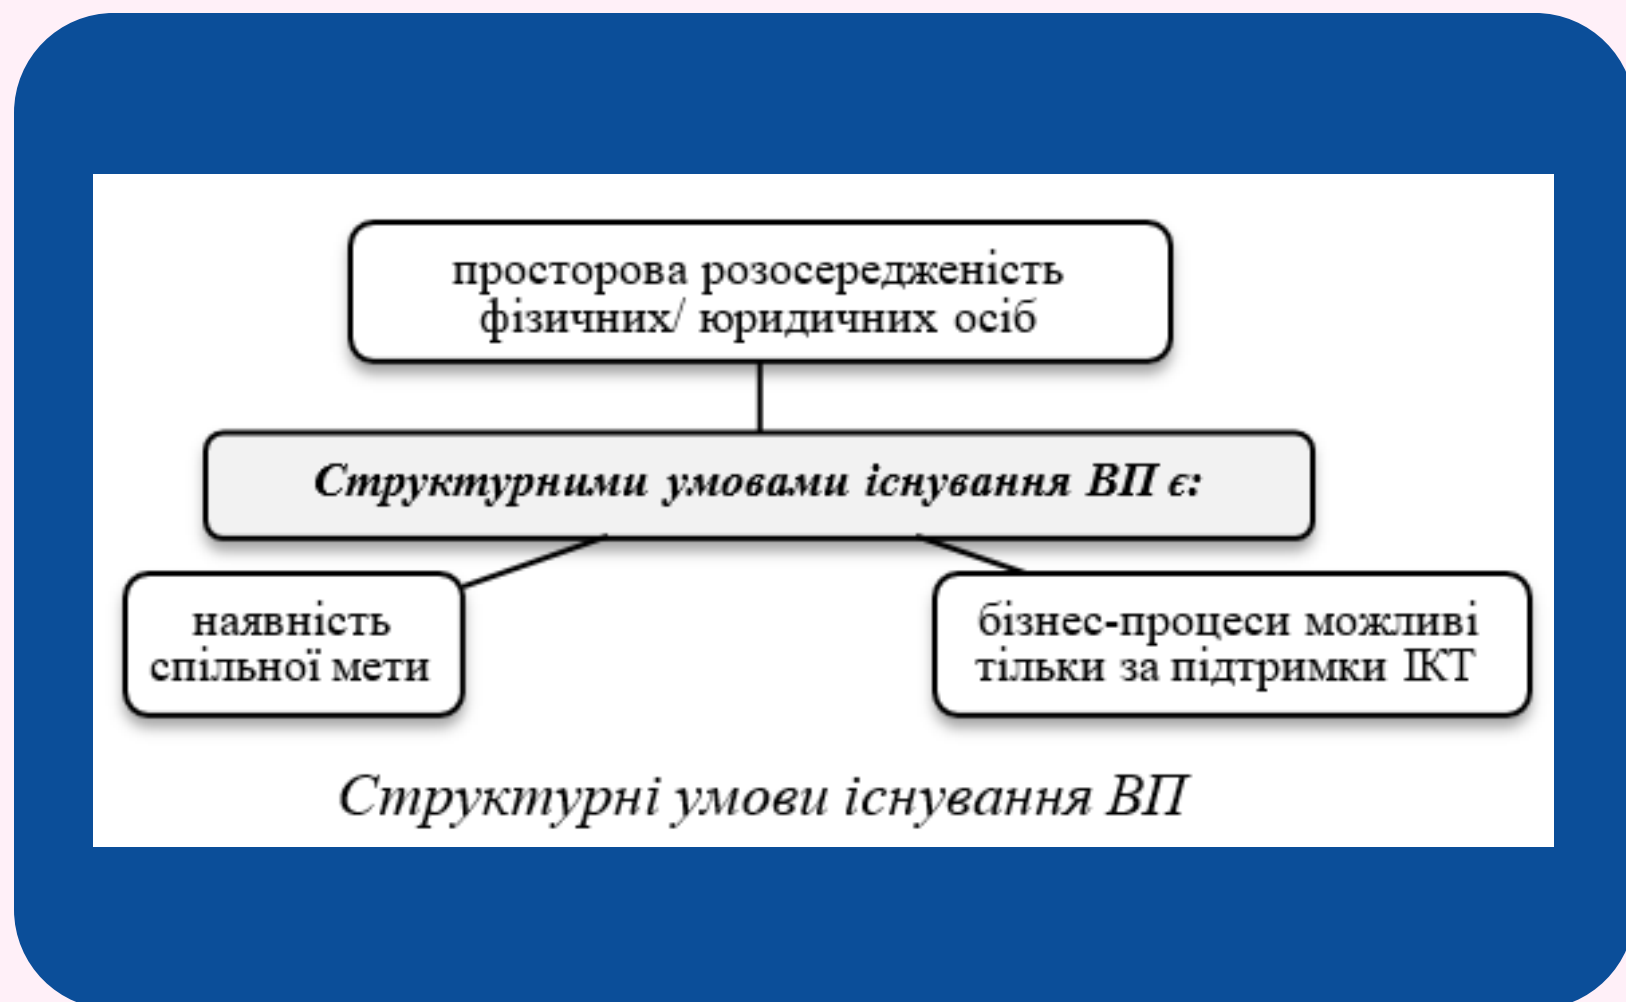 просторова розосередженість
фізичних/ юридичних осіб
Структурними умовами існування ВП є:
наявність
спільної мети
бізнес-процеси можливі
тільки за підтримки ІКТ
Структурні умови існування ВП